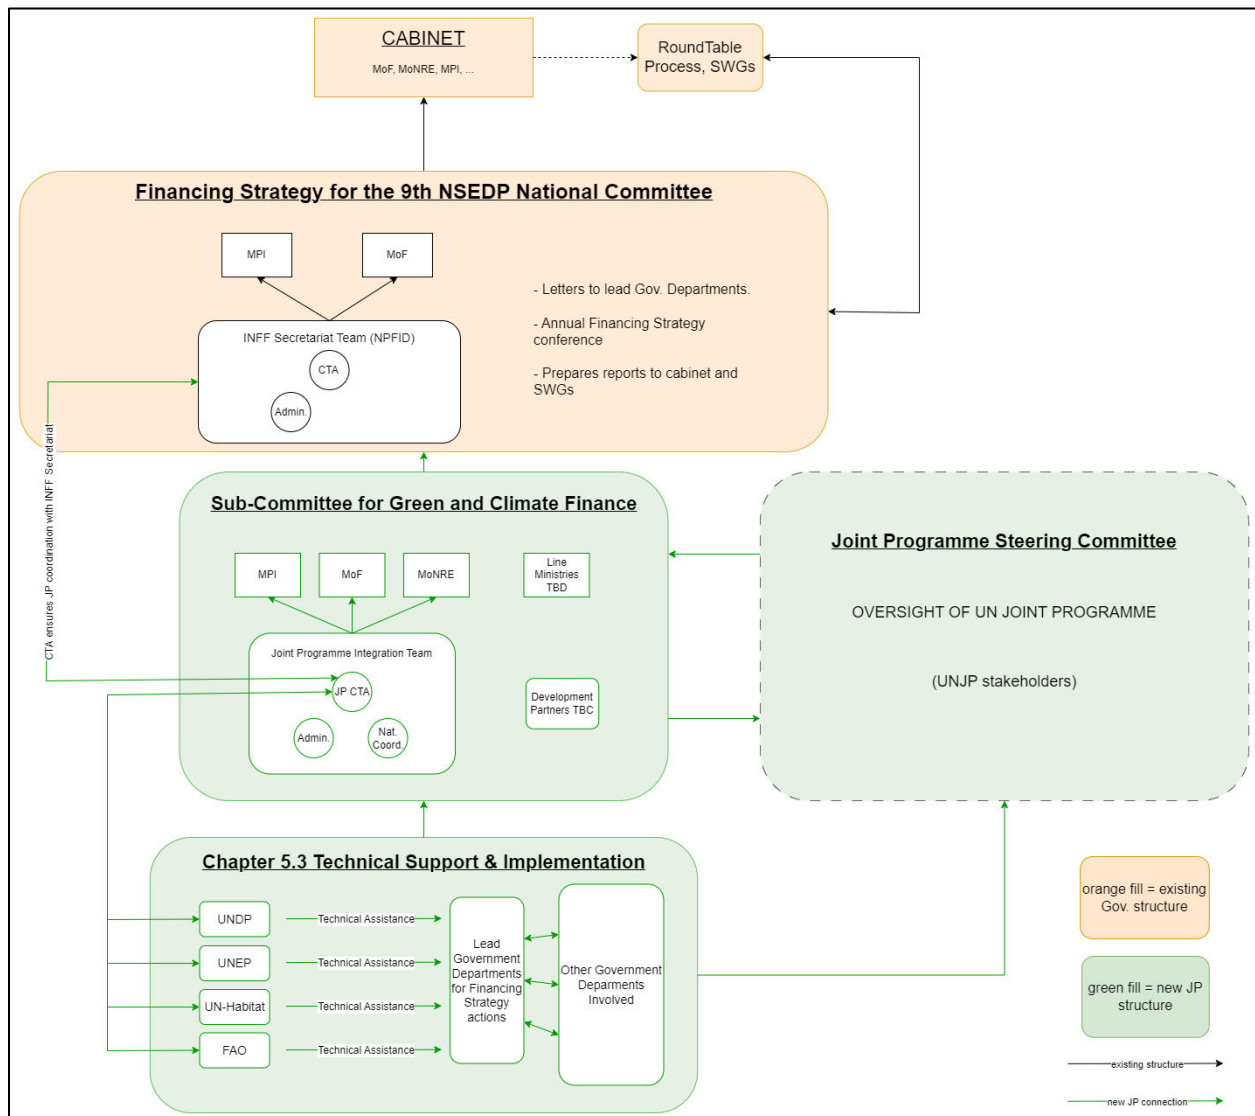 CABINET
MoF, MoNRE, MPI, ...
RoundTable
Process, SWGs
Financing Strategy for the 9th NSEDP National Committee
MPI
MoF
- Letters to lead Gov. Departments.
- Annual Financing Strategy
conference
- Prepares reports to cabinet and
SWGs
INFF Secretariat Team (NPFID)
CTA
Admin.
CTA ensures JP coordination with INFF Secretariat
Sub-Committee for Green and Climate Finance
MPI
MoF
MoNRE
Line
Ministries
TBD
Joint Programme Integration Team
JP CTA
Admin.
Nat.
Coord.
Development
Partners TBC
Joint Programme Steering Committee
OVERSIGHT OF UN JOINT PROGRAMME
(UNJP stakeholders)
Chapter 5.3 Technical Support & Implementation
UNDP
Technical Assistance
UNEP
Technical Assistance
UN-Habitat
Technical Assistance
FAO
Technical Assistance
Lead
Government
Departments
for Financing
Strategy
actions
Other Government
Deparments
Involved
orange fill = existing
Gov. structure
green fill = new JP
structure
existing structure
new JP connection